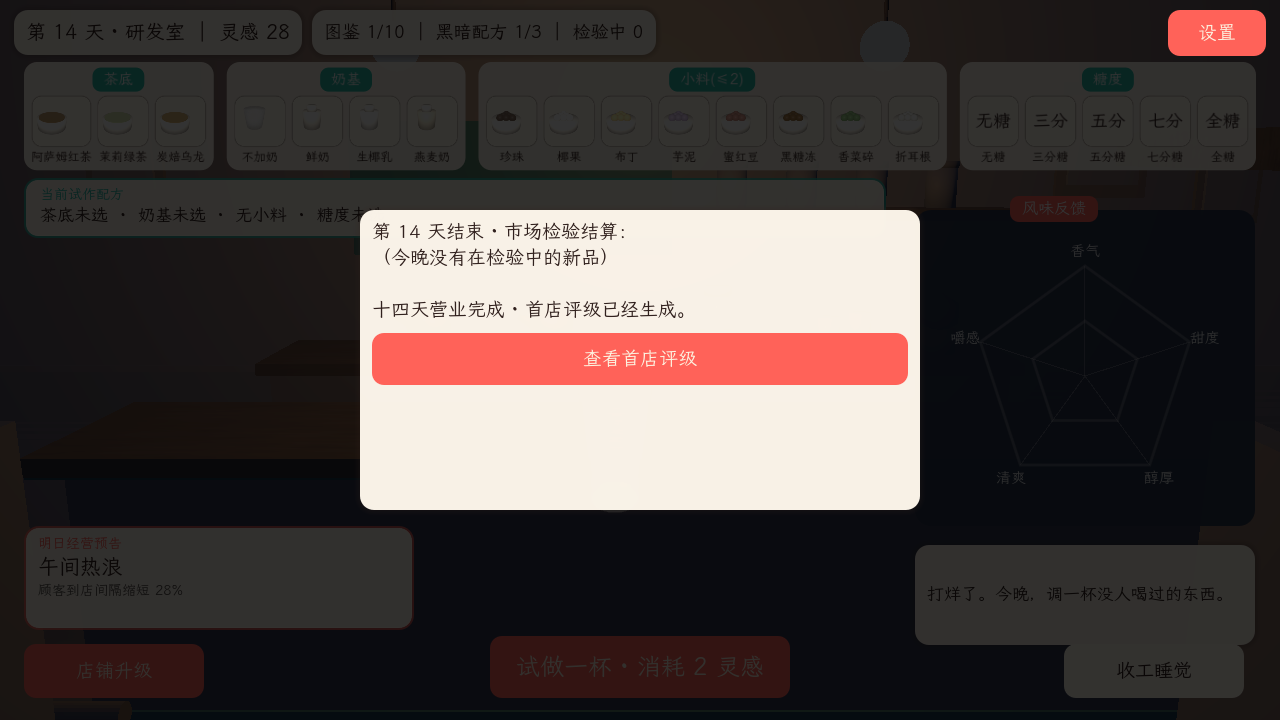 第 14 天・研发室 ｜ 灵感 28
图鉴 1/10 ｜ 黑暗配方 1/3 ｜ 检验中 0
设置
茶底
奶基
小料(≤2)
糖度
无糖 三分 五分 七分 全糖
阿萨姆红茶 茉莉绿茶 炭焙乌龙
不加奶 鲜奶 生椰乳 燕麦奶
珍珠 椰果 布丁 芋泥 蜜红豆 黑糖冻 香菜碎 折耳根
无糖 三分糖 五分糖 七分糖 全糖
当前试作配方
茶底未选 · 奶基未选 · 无小料 · 糖度未
风味反馈
香气
嚼感
甜度
清爽
醇厚
第 14 天结束・市场检验结算：
（今晚没有在检验中的新品）
十四天营业完成・首店评级已经生成。
查看首店评级
明日经营预告
午间热浪
顾客到店间隔缩短 28%
打烊了。今晚，调一杯没人喝过的东西。
店铺升级
试做一杯・消耗 2 灵感
收工睡觉